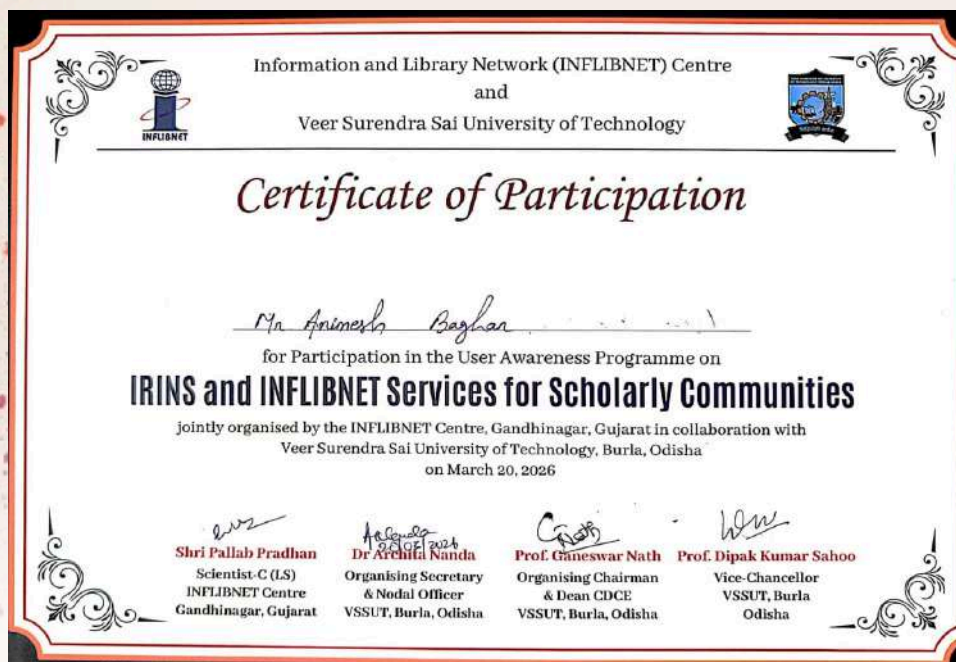 Information and Library Network (INFLIBNET) Centre
and
Veer Surendra Sai University of Technology
INFLIBNET
Certificate of Participation
Mr Animesh Baghar
for Participation in the User Awareness Programme on
IRINS and INFLIBNET Services for Scholarly Communities
jointly organised by the INFLIBNET Centre, Gandhinagar, Gujarat in collaboration with
Veer Surendra Sai University of Technology, Burla, Odisha
on March 20, 2026
20/03/2026
Shri Pallab Pradhan
Scientist-C (LS)
INFLIBNET Centre
Gandhinagar, Gujarat
Dr Archita Nanda
Organising Secretary
& Nodal Officer
VSSUT, Burla, Odisha
Prof. Ganeswar Nath
Organising Chairman
& Dean CDCE
VSSUT, Burla, Odisha
Prof. Dipak Kumar Sahoo
Vice-Chancellor
VSSUT, Burla
Odisha